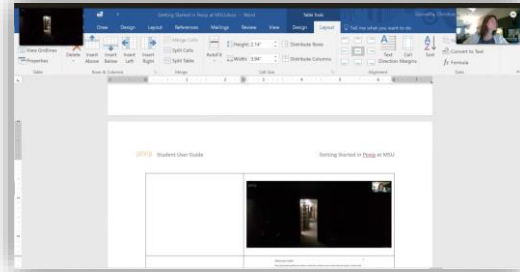 Getting Started in Peep at MSU.docx - Word
Table Tools
Draw Design Layout References Mailings Review View Design Layout Tell me what you want to do
View Gridlines
Properties
Delete
Insert Above
Insert Below
Insert Left
Insert Right
Merge Cells
Split Cells
Split Table
AutoFit
Height: 2.14"
Width: 3.94"
Distribute Rows
Distribute Columns
Text Direction
Cell Margins
Sort
Convert to Text
Formula
Table
Rows & Columns
Merge
Cell Size
Alignment
Data
Student User Guide
Getting Started in Peep at MSU